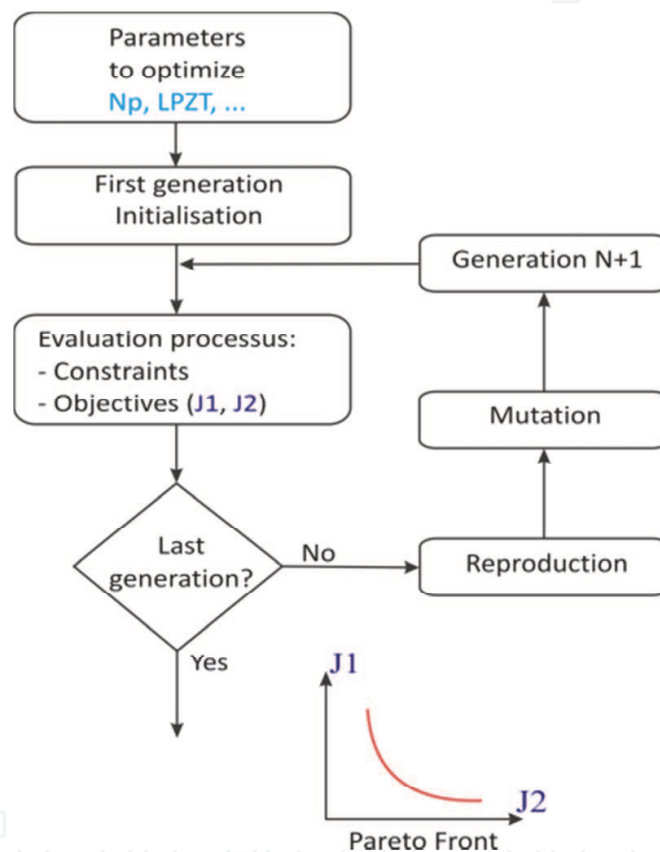 Parameters
to optimize
Np, LPZT, ...
First generation
Initialisation
Generation N+1
Evaluation processus:
- Constraints
- Objectives (J1, J2)
Mutation
Last
generation?
No
Reproduction
Yes
J1
J2
Pareto Front